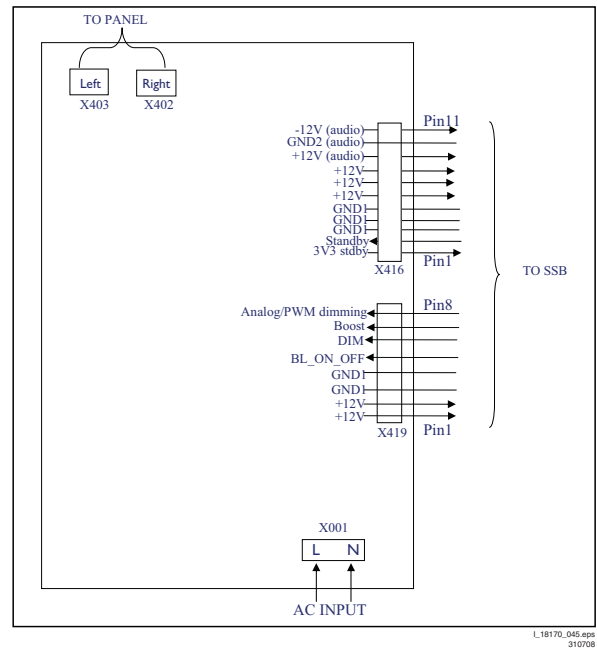 TO PANEL
Left
Right
X403
X402
Pin11
-12V (audio)
GND2 (audio)
+12V (audio)
+12V
+12V
+12V
GND1
GND1
GND1
Standby
3V3 stdby
X416
Pin1
TO SSB
Analog/PWM dimming
Pin8
Boost
DIM
BL_ON_OFF
GND1
GND1
+12V
+12V
X419
Pin1
X001
L N
AC INPUT
I_18170_045.eps
310708